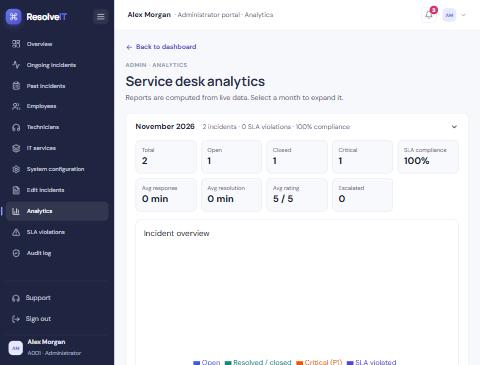 ResolveIT
Overview
Ongoing incidents
Past incidents
Employees
Technicians
IT services
System configuration
Edit incidents
Analytics
SLA violations
Audit log
Support
Sign out
AM
Alex Morgan
A001 · Administrator
Alex Morgan · Administrator portal · Analytics
AM
← Back to dashboard
ADMIN · ANALYTICS
Service desk analytics
Reports are computed from live data. Select a month to expand it.
November 2026 2 incidents · 0 SLA violations · 100% compliance
Total Open Closed Critical SLA compliance
2 1 1 1 100%
Avg response Avg resolution Avg rating Escalated
0 min 0 min 5 / 5 0
Incident overview
Open Resolved / closed Critical (P1) SLA violated